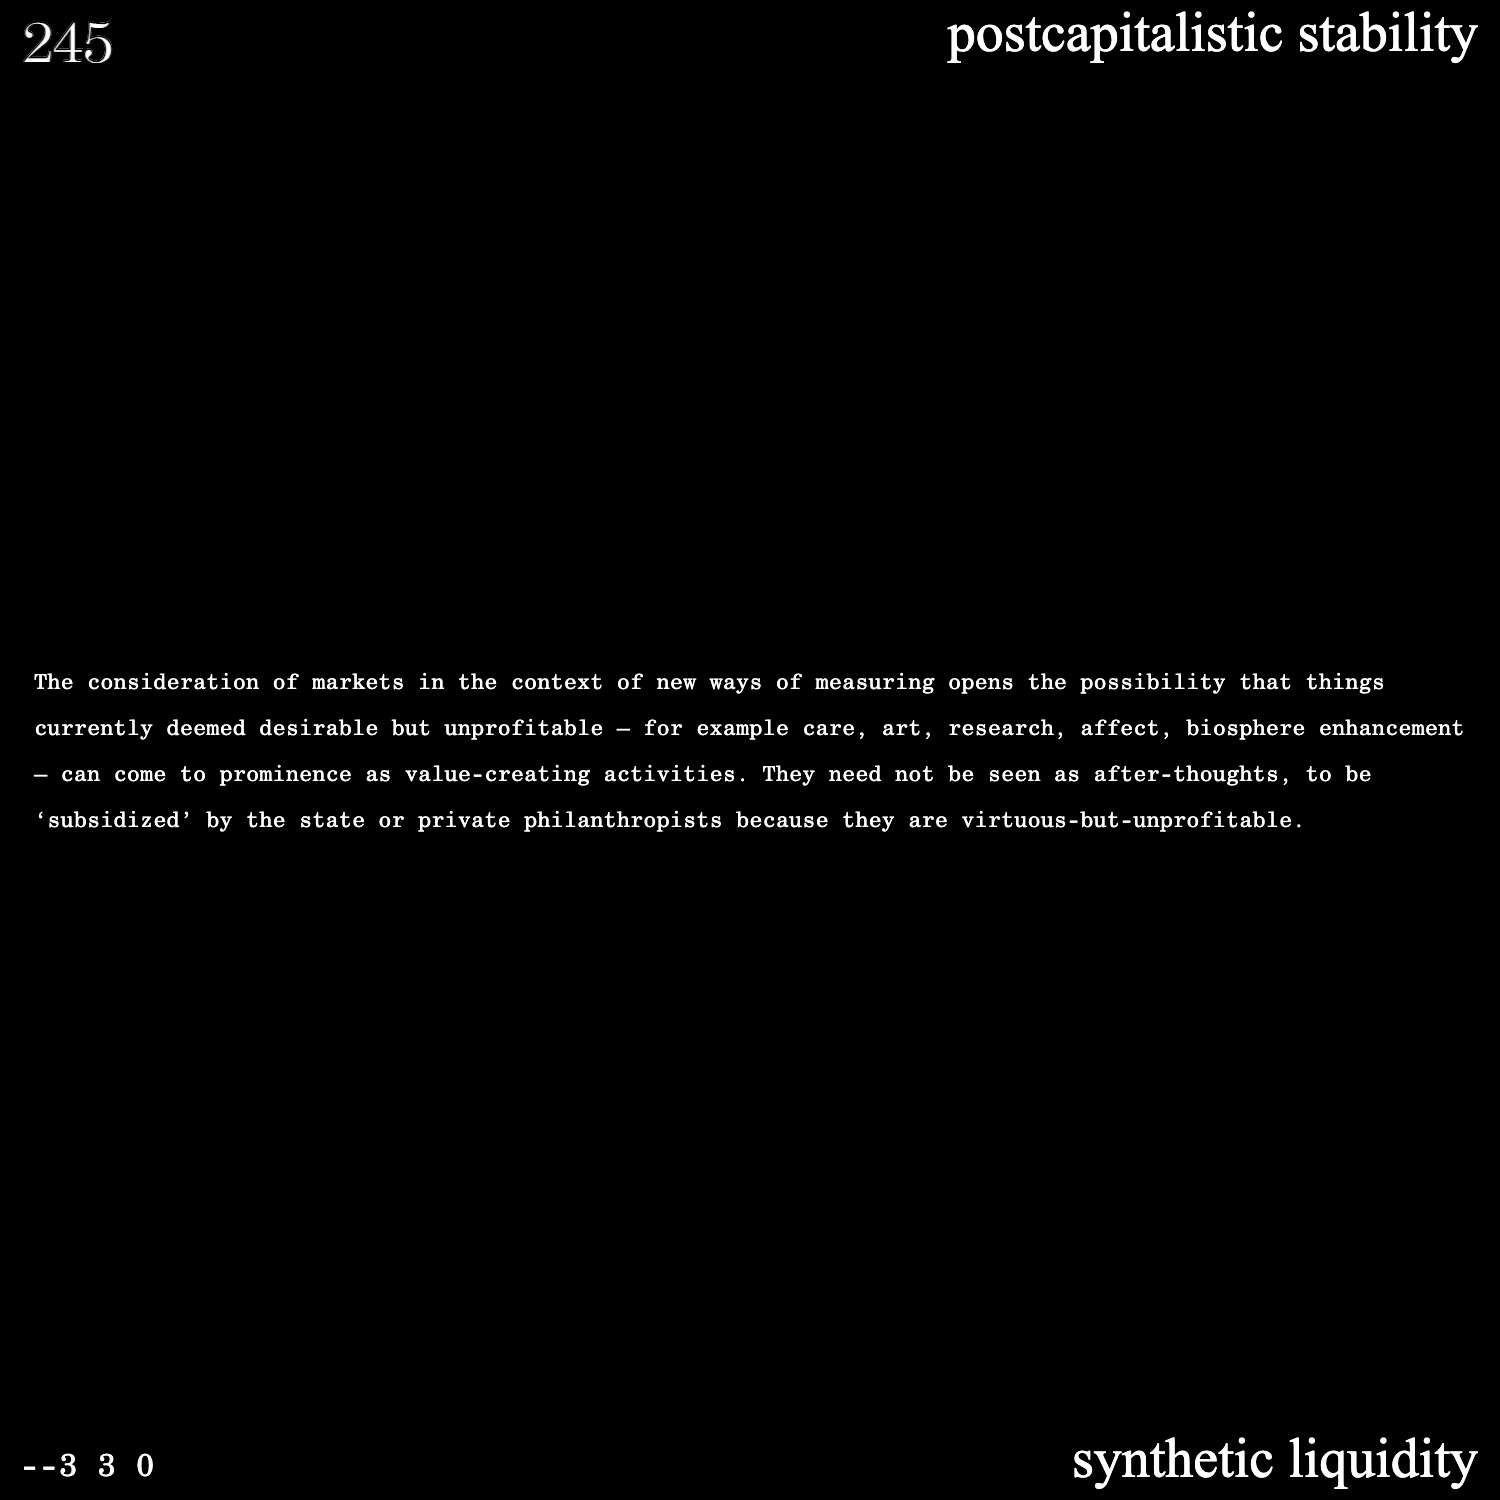 245
postcapitalistic stability
The consideration of markets in the context of new ways of measuring opens the possibility that things
currently deemed desirable but unprofitable – for example care, art, research, affect, biosphere enhancement
– can come to prominence as value-creating activities. They need not be seen as after-thoughts, to be
‘subsidized’ by the state or private philanthropists because they are virtuous-but-unprofitable.
--3 3 0
synthetic liquidity